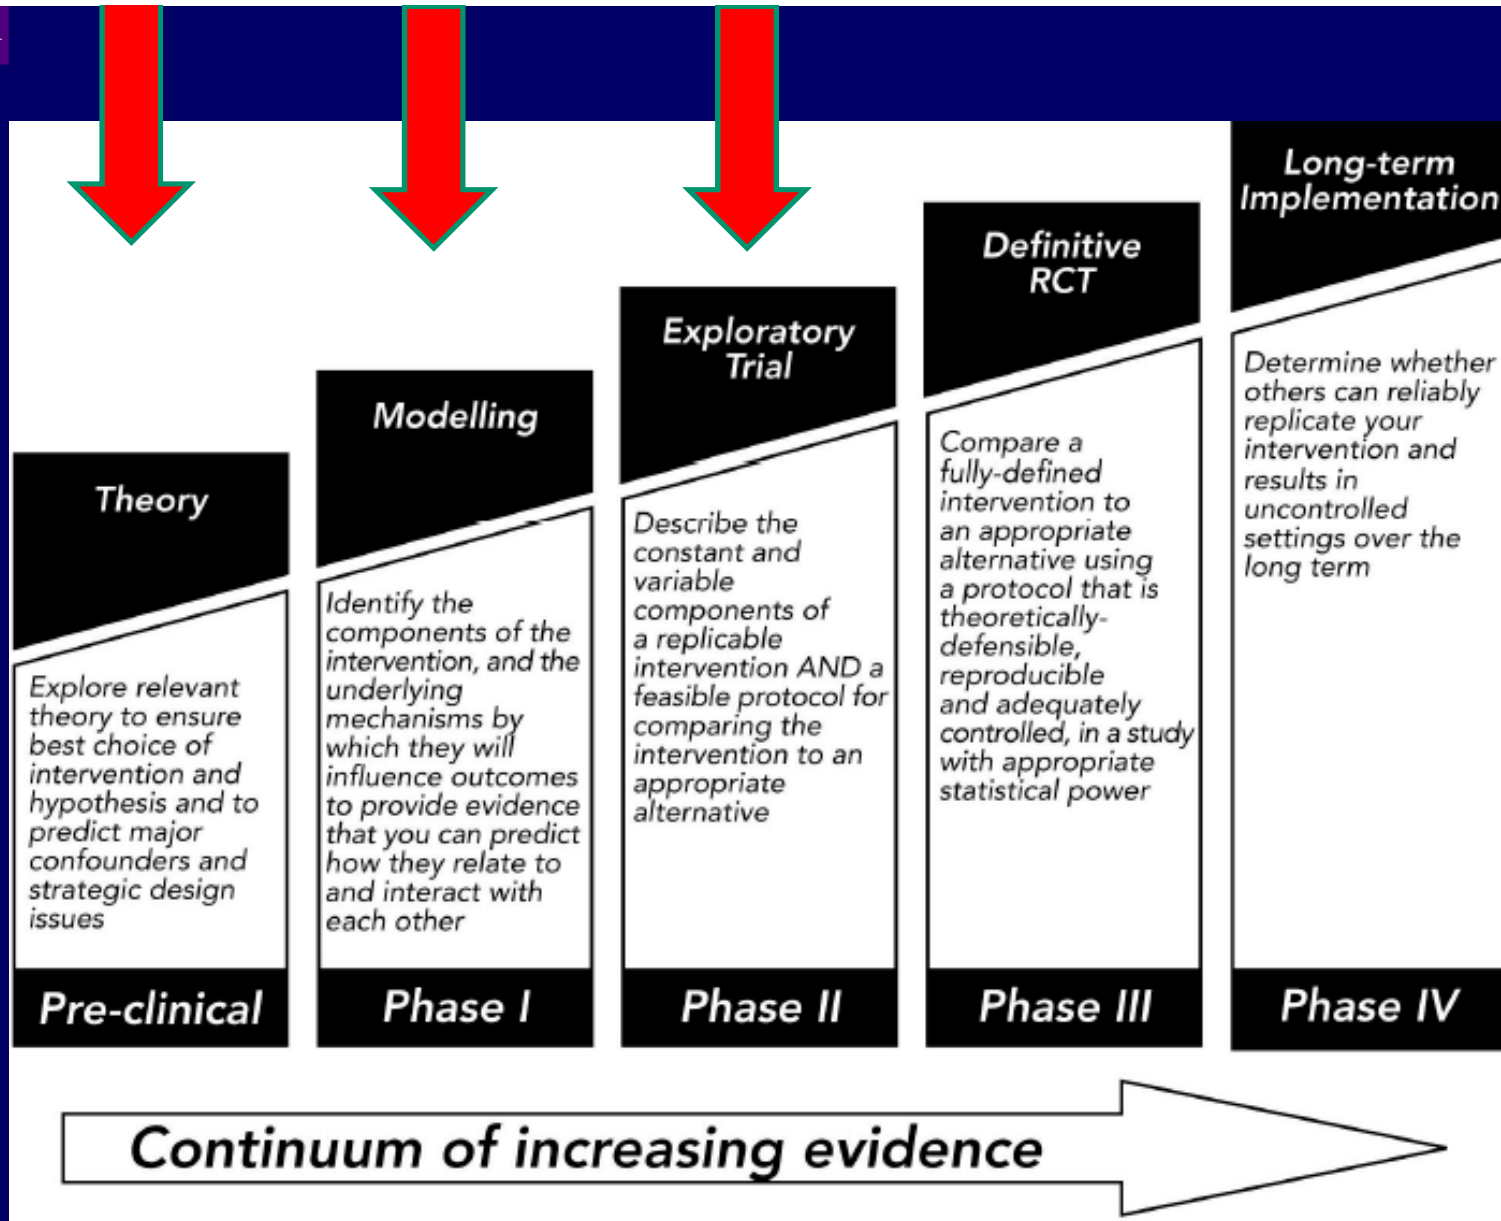 Theory
Explore relevant
theory to ensure
best choice of
intervention and
hypothesis and to
predict major
confounders and
strategic design
issues
Pre-clinical
Modelling
Identify the
components of the
intervention, and the
underlying
mechanisms by
which they will
influence outcomes
to provide evidence
that you can predict
how they relate to
and interact with
each other
Phase I
Exploratory
Trial
Describe the
constant and
variable
components of
a replicable
intervention AND a
feasible protocol for
comparing the
intervention to an
appropriate
alternative
Phase II
Definitive
RCT
Compare a
fully-defined
intervention to
an appropriate
alternative using
a protocol that is
theoretically-
defensible,
reproducible
and adequately
controlled, in a study
with appropriate
statistical power
Phase III
Long-term
Implementation
Determine whether
others can reliably
replicate your
intervention and
results in
uncontrolled
settings over the
long term
Phase IV
Continuum of increasing evidence